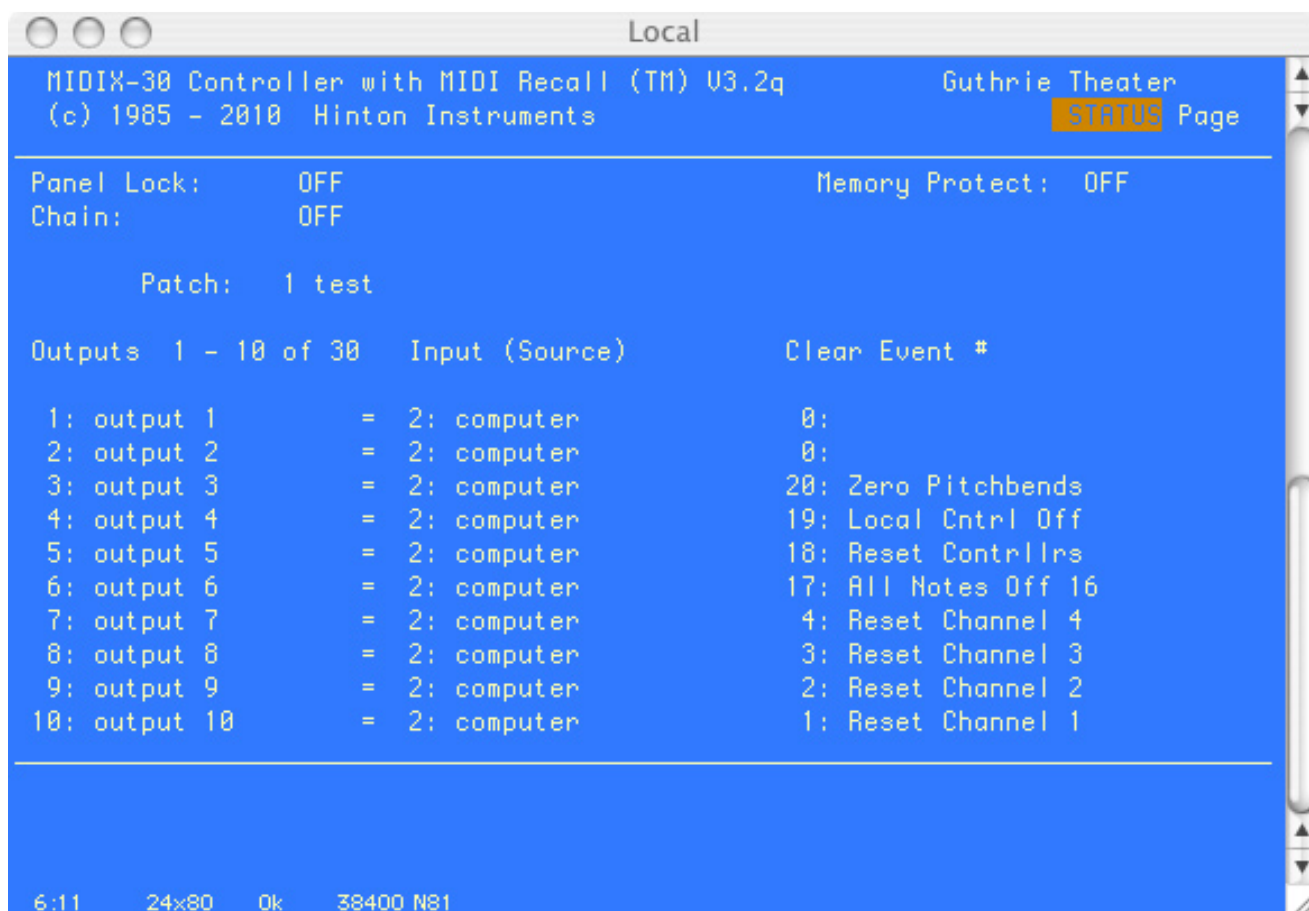 Local
MIDIX-30 Controller with MIDI Recall (TM) V3.2q Guthrie Theater
(c) 1985 - 2010 Hinton Instruments STATUS Page
Panel Lock: OFF Memory Protect: OFF
Chain: OFF
Patch: 1 test
Outputs 1 - 10 of 30 Input (Source) Clear Event #
1: output 1 = 2: computer 0:
2: output 2 = 2: computer 0:
3: output 3 = 2: computer 20: Zero Pitchbends
4: output 4 = 2: computer 19: Local Cntrl Off
5: output 5 = 2: computer 18: Reset Contrllrs
6: output 6 = 2: computer 17: All Notes Off 16
7: output 7 = 2: computer 4: Reset Channel 4
8: output 8 = 2: computer 3: Reset Channel 3
9: output 9 = 2: computer 2: Reset Channel 2
10: output 10 = 2: computer 1: Reset Channel 1
6:11 24x80 Ok 38400 N81